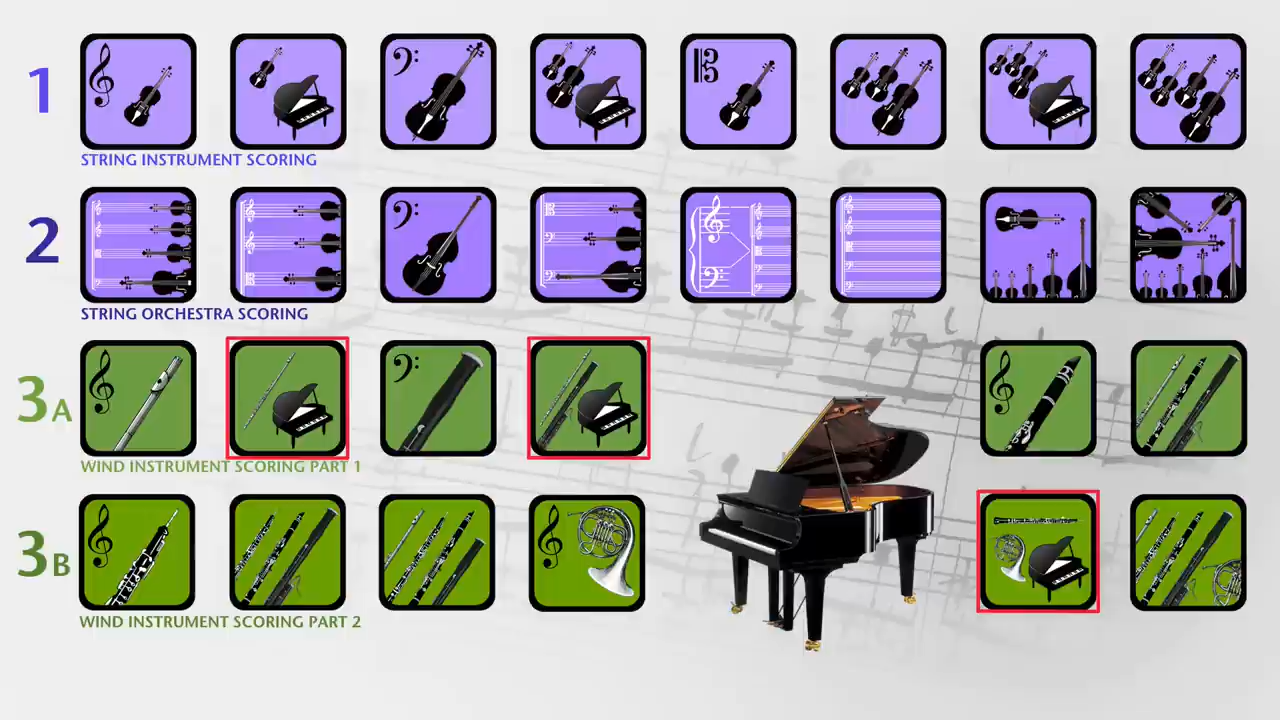 1
STRING INSTRUMENT SCORING
2
STRING ORCHESTRA SCORING
3A
WIND INSTRUMENT SCORING PART 1
3B
WIND INSTRUMENT SCORING PART 2